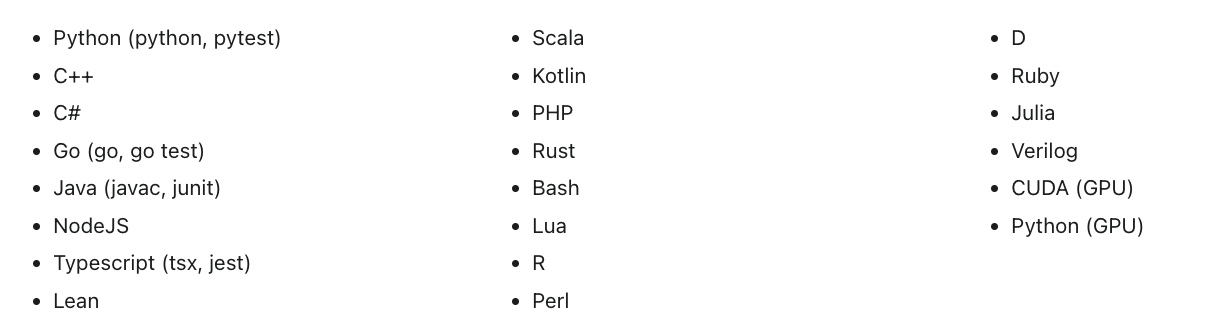 • Python (python, pytest)
• C++
• C#
• Go (go, go test)
• Java (javac, junit)
• NodeJS
• Typescript (tsx, jest)
• Lean
• Scala
• Kotlin
• PHP
• Rust
• Bash
• Lua
• R
• Perl
• D
• Ruby
• Julia
• Verilog
• CUDA (GPU)
• Python (GPU)